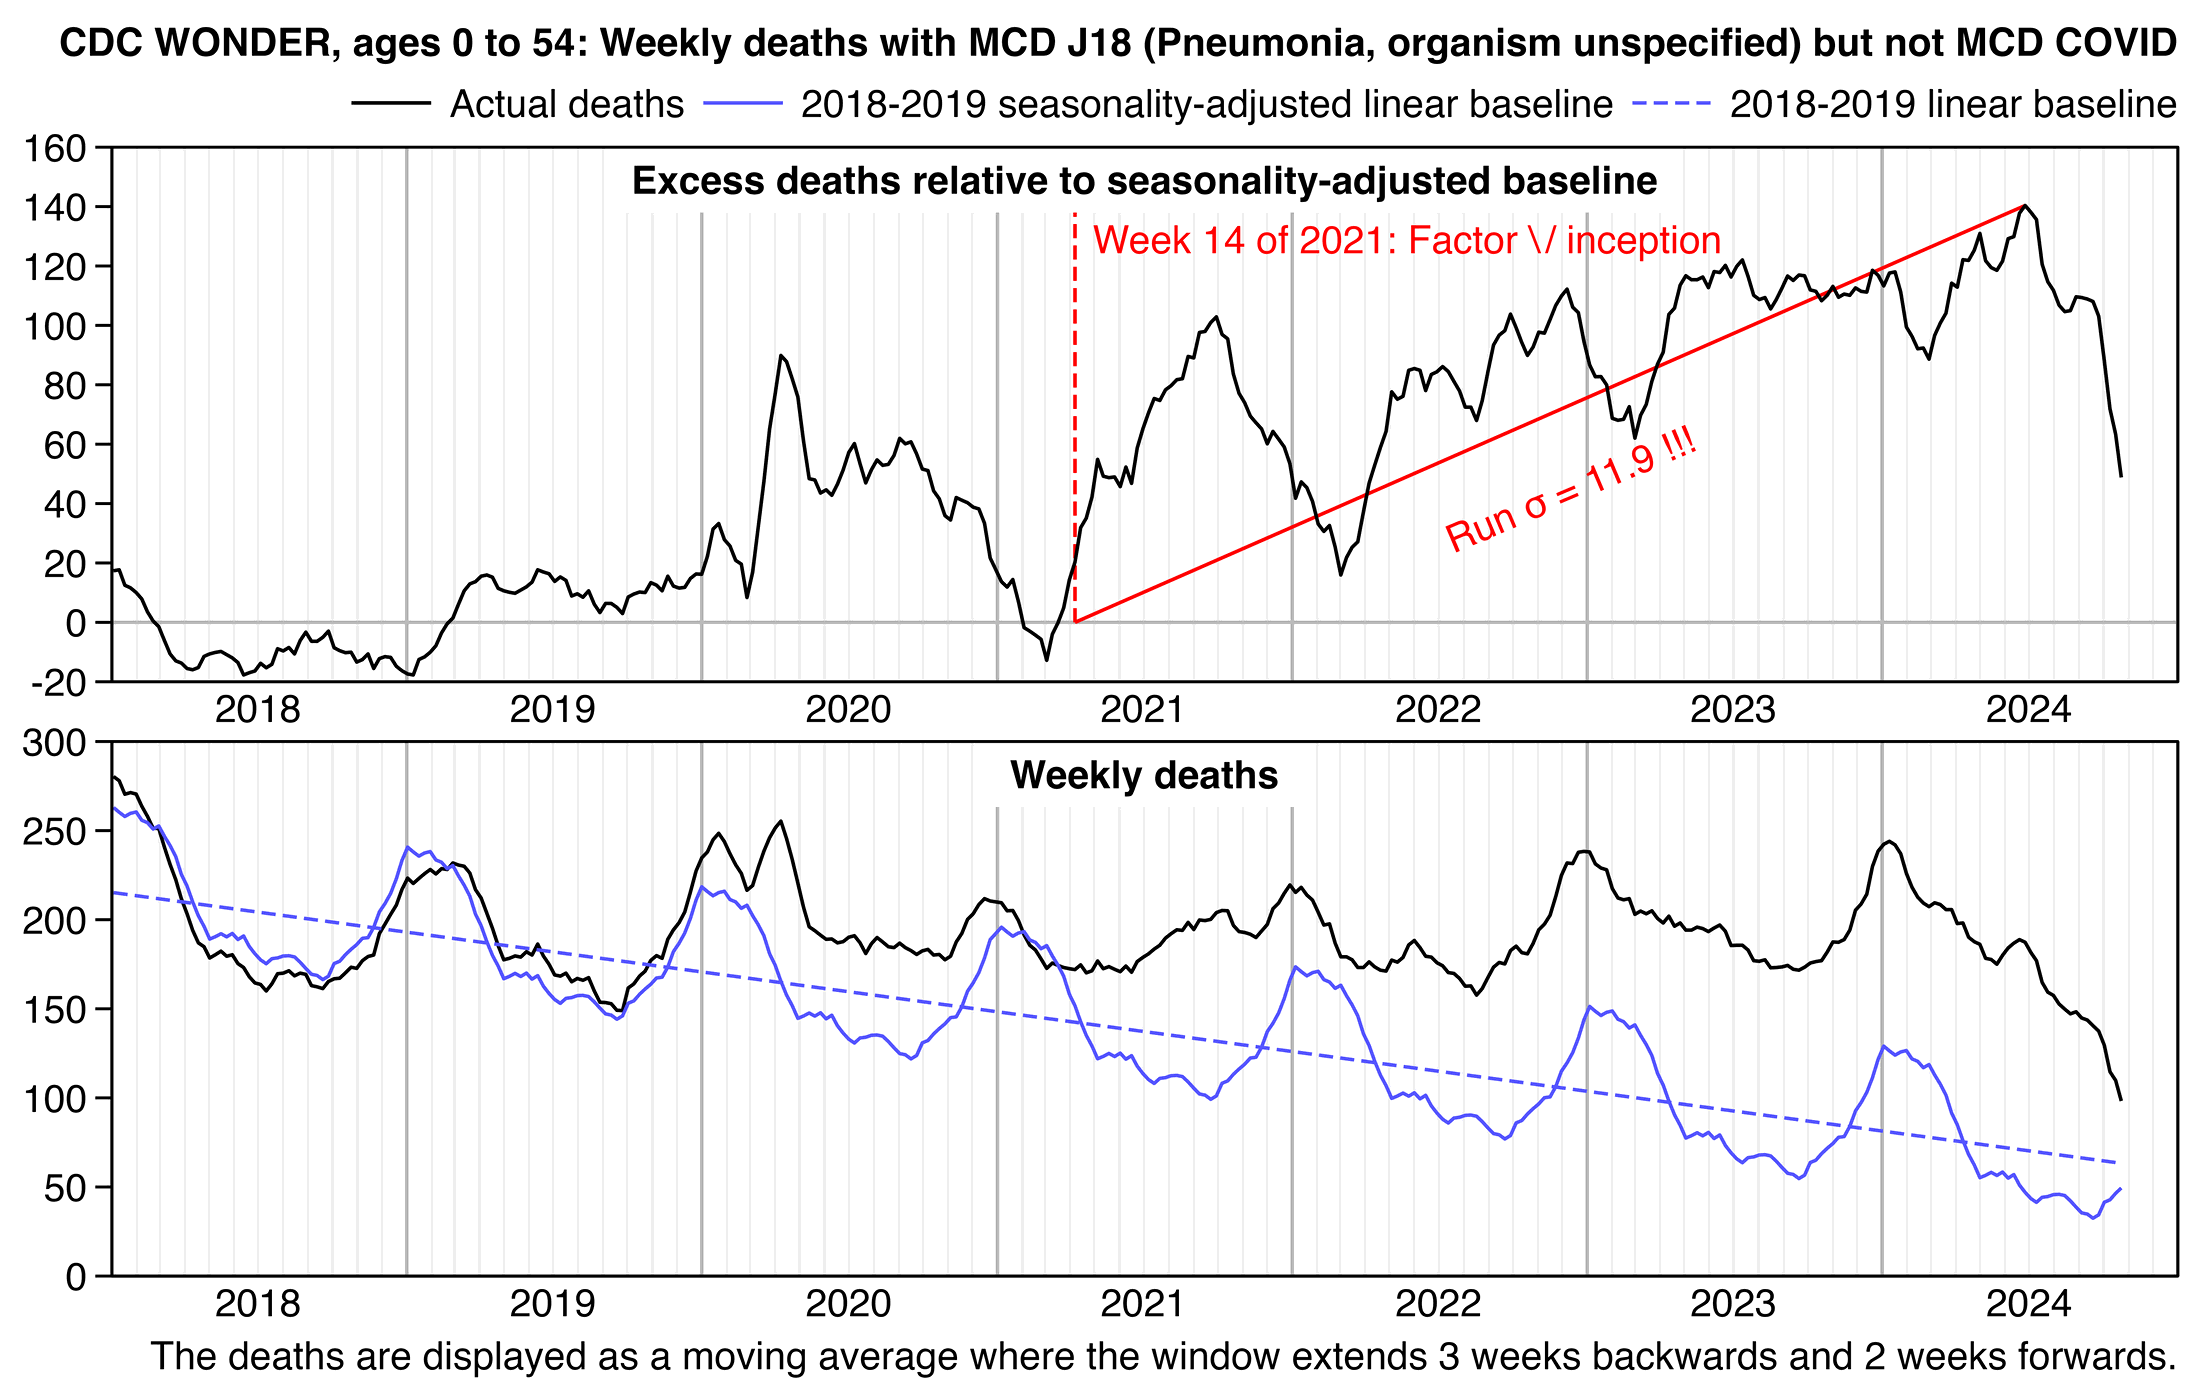 CDC WONDER, ages 0 to 54: Weekly deaths with MCD J18 (Pneumonia, organism unspecified) but not MCD COVID
Actual deaths 2018-2019 seasonality-adjusted linear baseline 2018-2019 linear baseline
Excess deaths relative to seasonality-adjusted baseline
Week 14 of 2021: Factor \/ inception
Run σ = 11.9 !!!
160
140
120
100
80
60
40
20
0
-20
2018 2019 2020 2021 2022 2023 2024
Weekly deaths
300
250
200
150
100
50
0
2018 2019 2020 2021 2022 2023 2024
The deaths are displayed as a moving average where the window extends 3 weeks backwards and 2 weeks forwards.